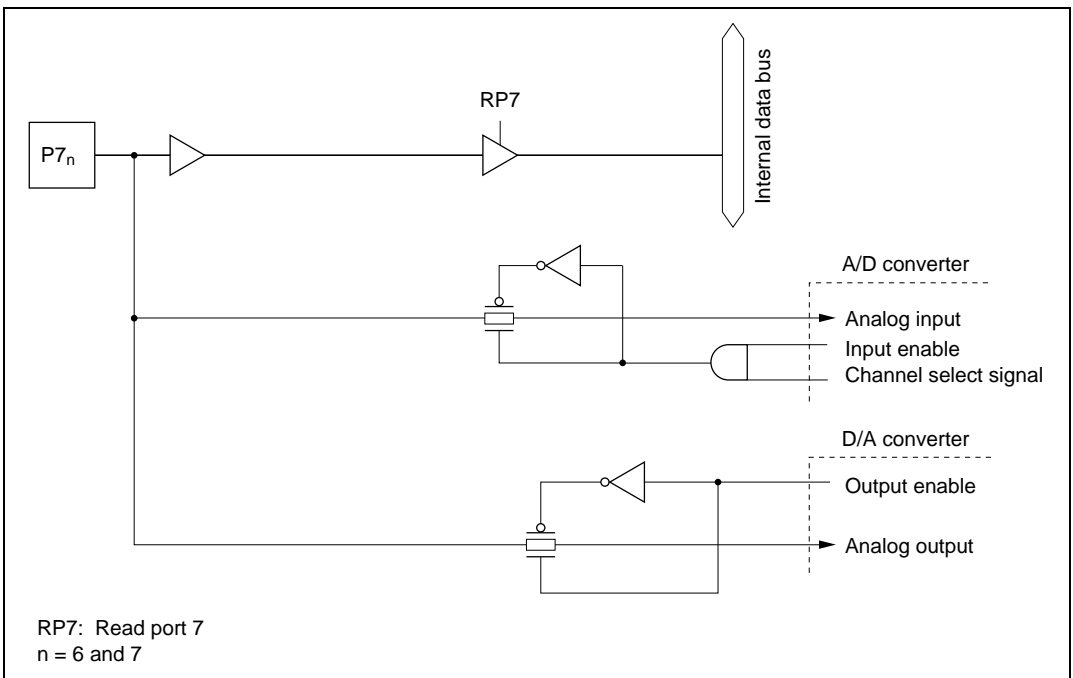 RP7
P7n
Internal data bus
A/D converter
Analog input
Input enable
Channel select signal
D/A converter
Output enable
Analog output
RP7: Read port 7
n = 6 and 7